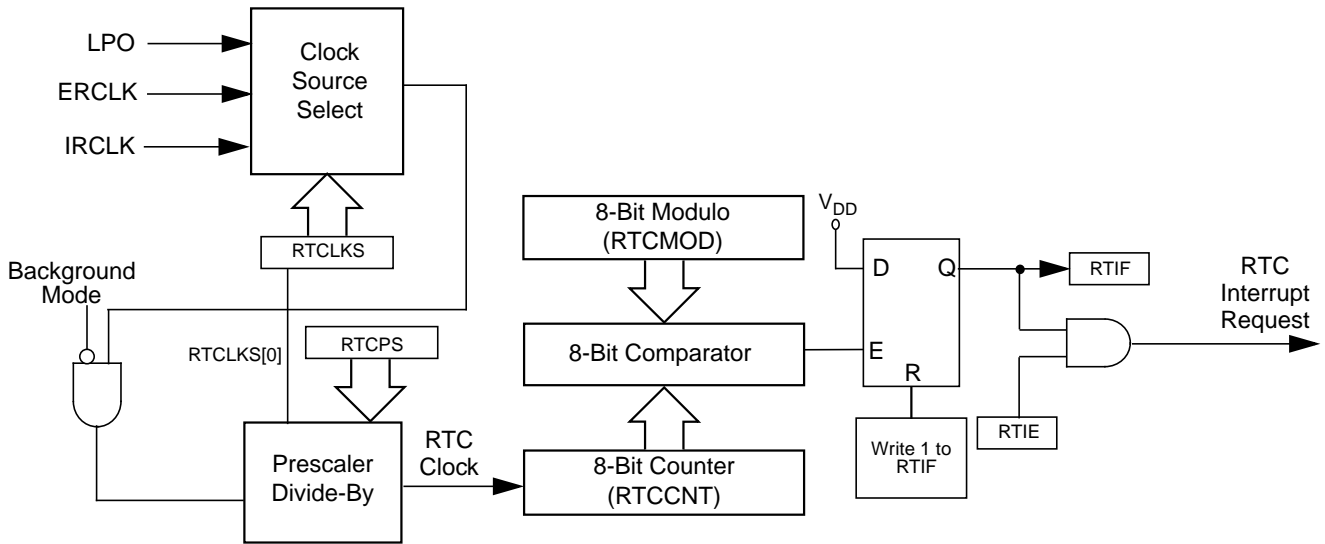 LPO
ERCLK
IRCLK
Clock
Source
Select
RTCLKS
Background
Mode
RTCLKS[0]
RTCPS
Prescaler
Divide-By
RTC
Clock
8-Bit Modulo
(RTCMOD)
8-Bit Comparator
8-Bit Counter
(RTCCNT)
VDD
D
Q
E
R
Write 1 to
RTIF
RTIF
RTIE
RTC
Interrupt
Request